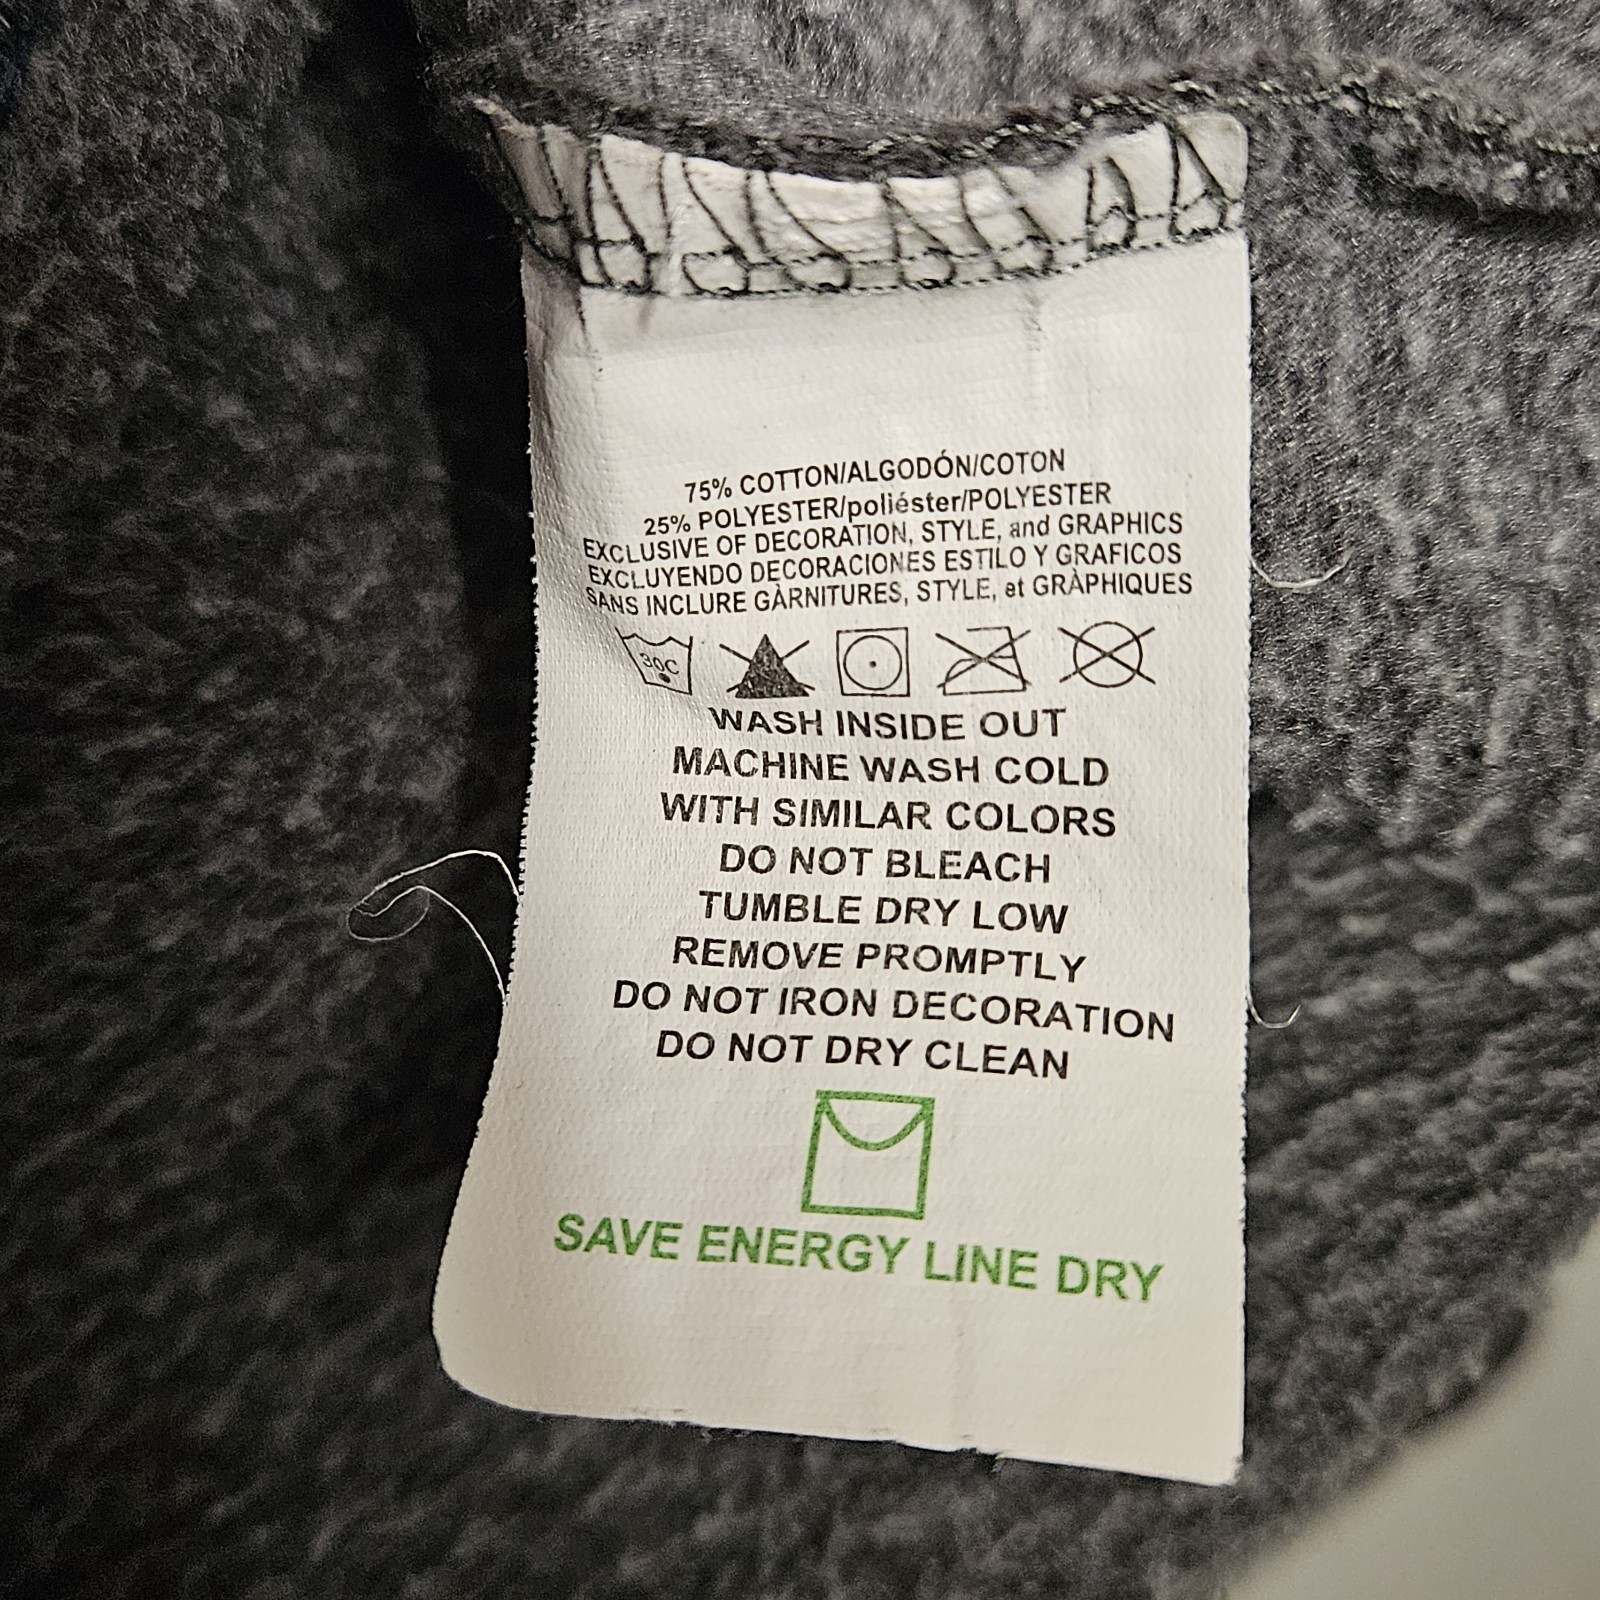 75% COTTON/ALGODÓN/COTON
25% POLYESTER/poliéster/POLYESTER
EXCLUSIVE OF DECORATION, STYLE, and GRAPHICS
EXCLUYENDO DECORACIONES ESTILO Y GRAFICOS
SANS INCLURE GÀRNITURES, STYLE, et GRÀPHIQUES
30C
WASH INSIDE OUT
MACHINE WASH COLD
WITH SIMILAR COLORS
DO NOT BLEACH
TUMBLE DRY LOW
REMOVE PROMPTLY
DO NOT IRON DECORATION
DO NOT DRY CLEAN
SAVE ENERGY LINE DRY